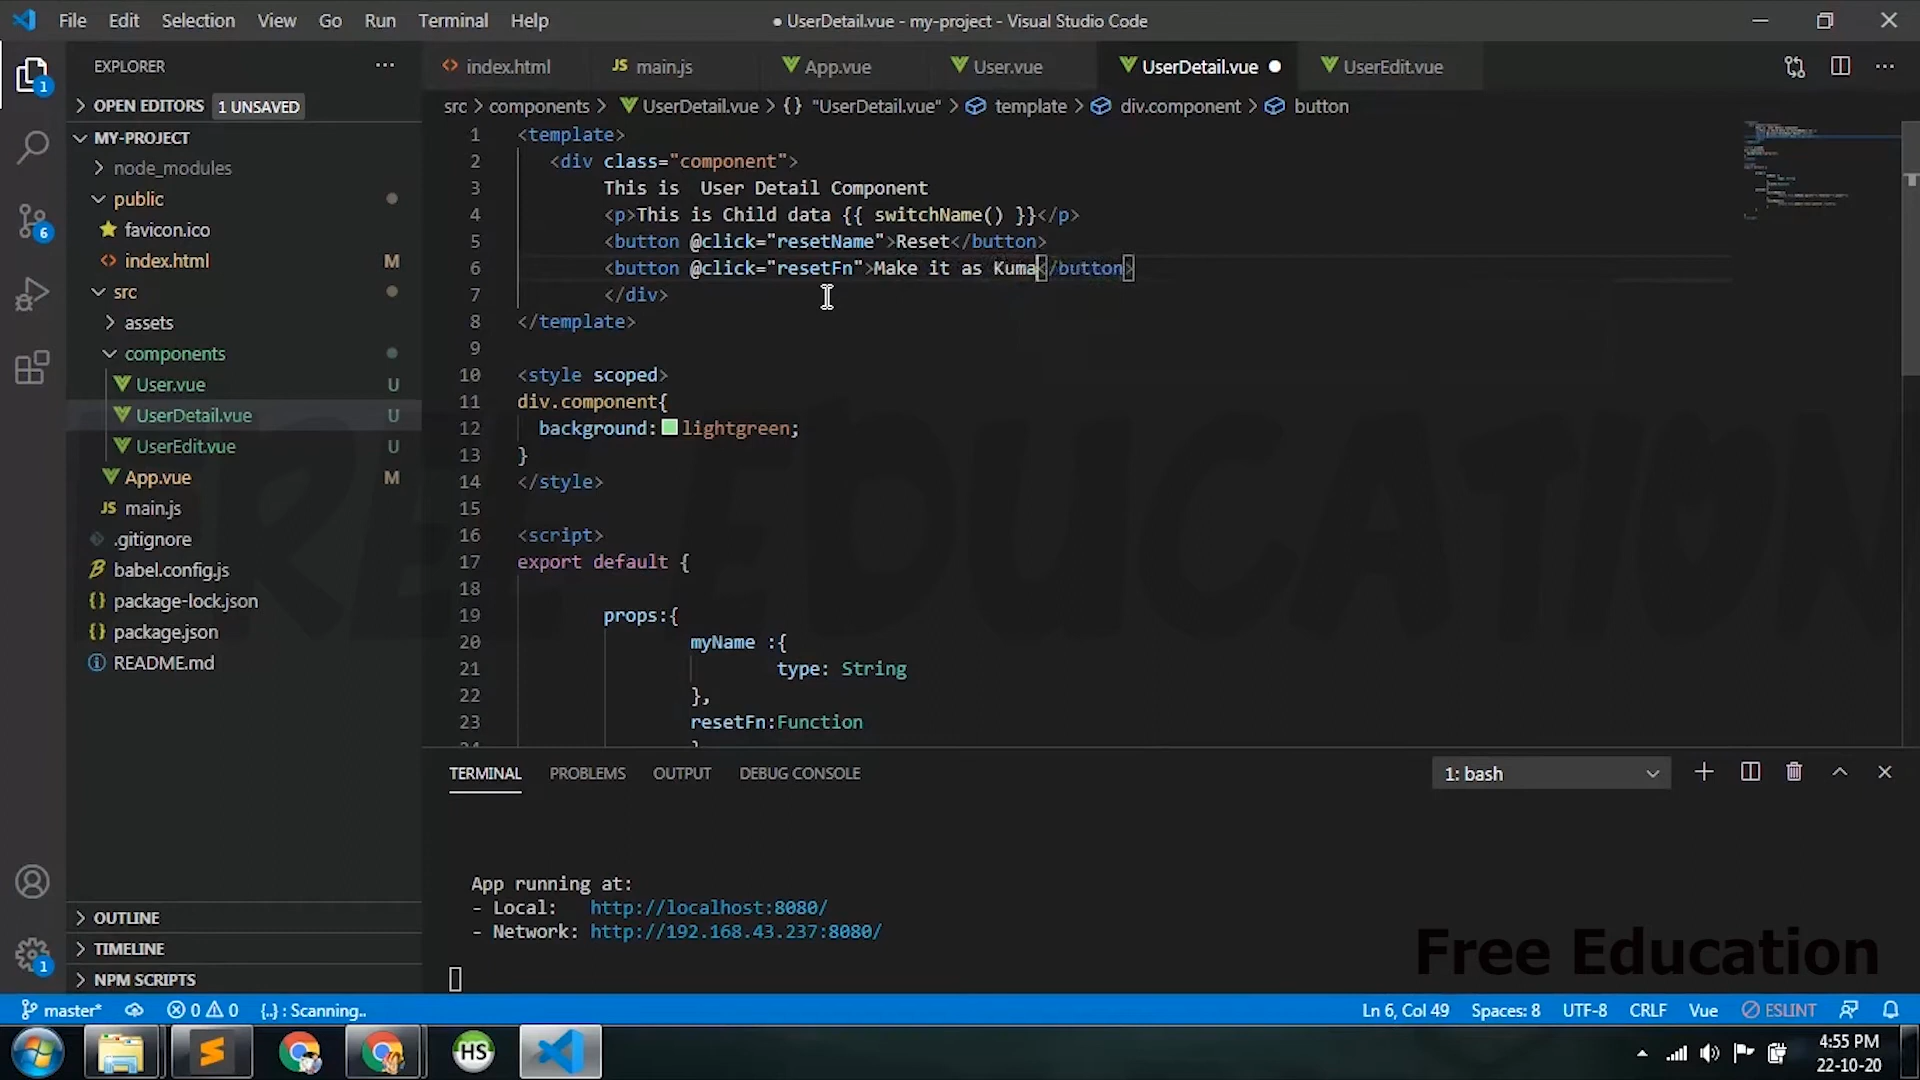 File Edit Selection View Go Run Terminal Help
● UserDetail.vue - my-project - Visual Studio Code
EXPLORER
index.html
JS main.js
App.vue
User.vue
UserDetail.vue
UserEdit.vue
OPEN EDITORS 1 UNSAVED
src > components > UserDetail.vue > {} "UserDetail.vue" > template > div.component > button
MY-PROJECT
node_modules
public
favicon.ico
index.html M
src
assets
components
User.vue U
UserDetail.vue U
UserEdit.vue U
App.vue M
JS main.js
.gitignore
babel.config.js
{} package-lock.json
{} package.json
README.md
OUTLINE
TIMELINE
NPM SCRIPTS
1 <template>
2 <div class="component">
3 This is  User Detail Component
4 <p>This is Child data {{ switchName() }}</p>
5 <button @click="resetName">Reset</button>
6 <button @click="resetFn">Make it as Kuma</button>
7 </div>
8 </template>
9
10 <style scoped>
11 div.component{
12 background: lightgreen;
13 }
14 </style>
15
16 <script>
17 export default {
18
19 props:{
20 myName :{
21 type: String
22 },
23 resetFn:Function
24 }
FREE EDUCATION
TERMINAL PROBLEMS OUTPUT DEBUG CONSOLE
1: bash
App running at:
- Local:   http://localhost:8080/
- Network: http://192.168.43.237:8080/
Free Education
1
6
1
master* 0 0 {..} : Scanning..
Ln 6, Col 49 Spaces: 8 UTF-8 CRLF Vue ESLINT
HS
4:55 PM
22-10-20